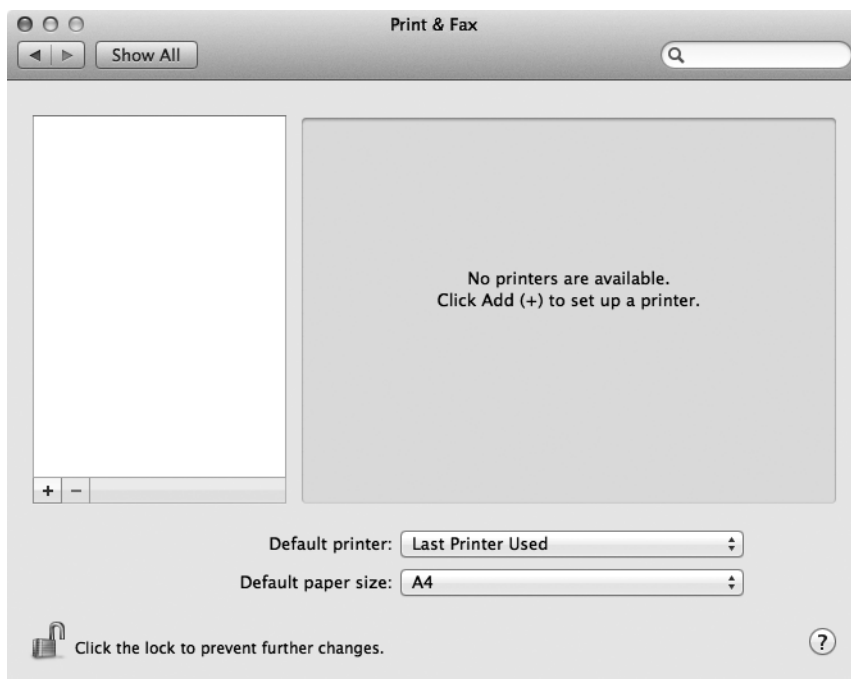 Print & Fax
Show All
No printers are available.
Click Add (+) to set up a printer.
+ −
Default printer: Last Printer Used
Default paper size: A4
Click the lock to prevent further changes.
?